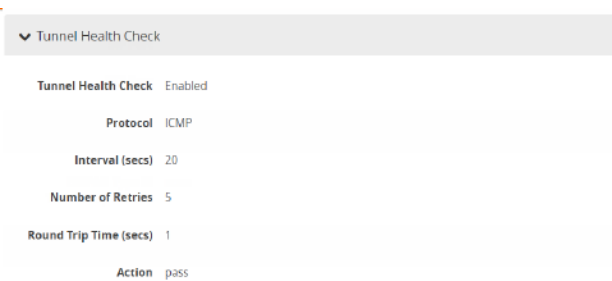 Tunnel Health Check
Tunnel Health Check Enabled
Protocol ICMP
Interval (secs) 20
Number of Retries 5
Round Trip Time (secs) 1
Action pass